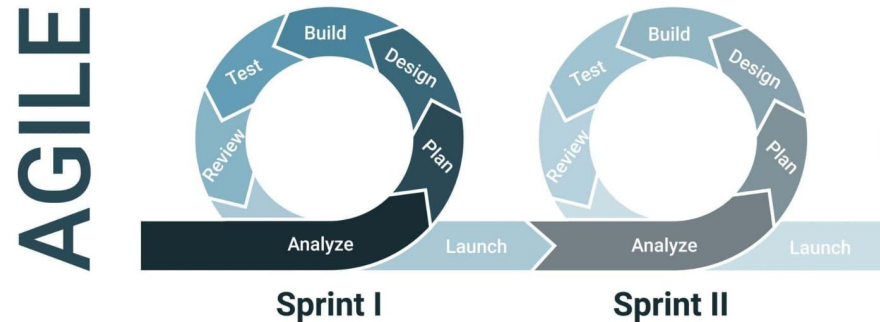 AGILE
Build
Test
Design
Review
Plan
Analyze
Launch
Sprint I
Build
Test
Design
Review
Plan
Analyze
Launch
Sprint II